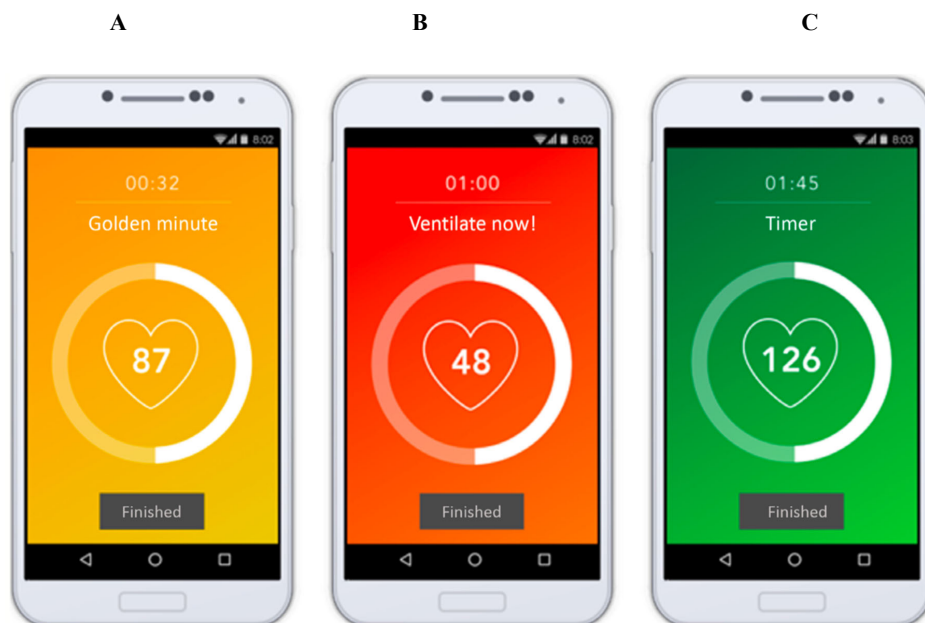 A
B
C
8:02
00:32
Golden minute
87
Finished
8:02
01:00
Ventilate now!
48
Finished
8:03
01:45
Timer
126
Finished